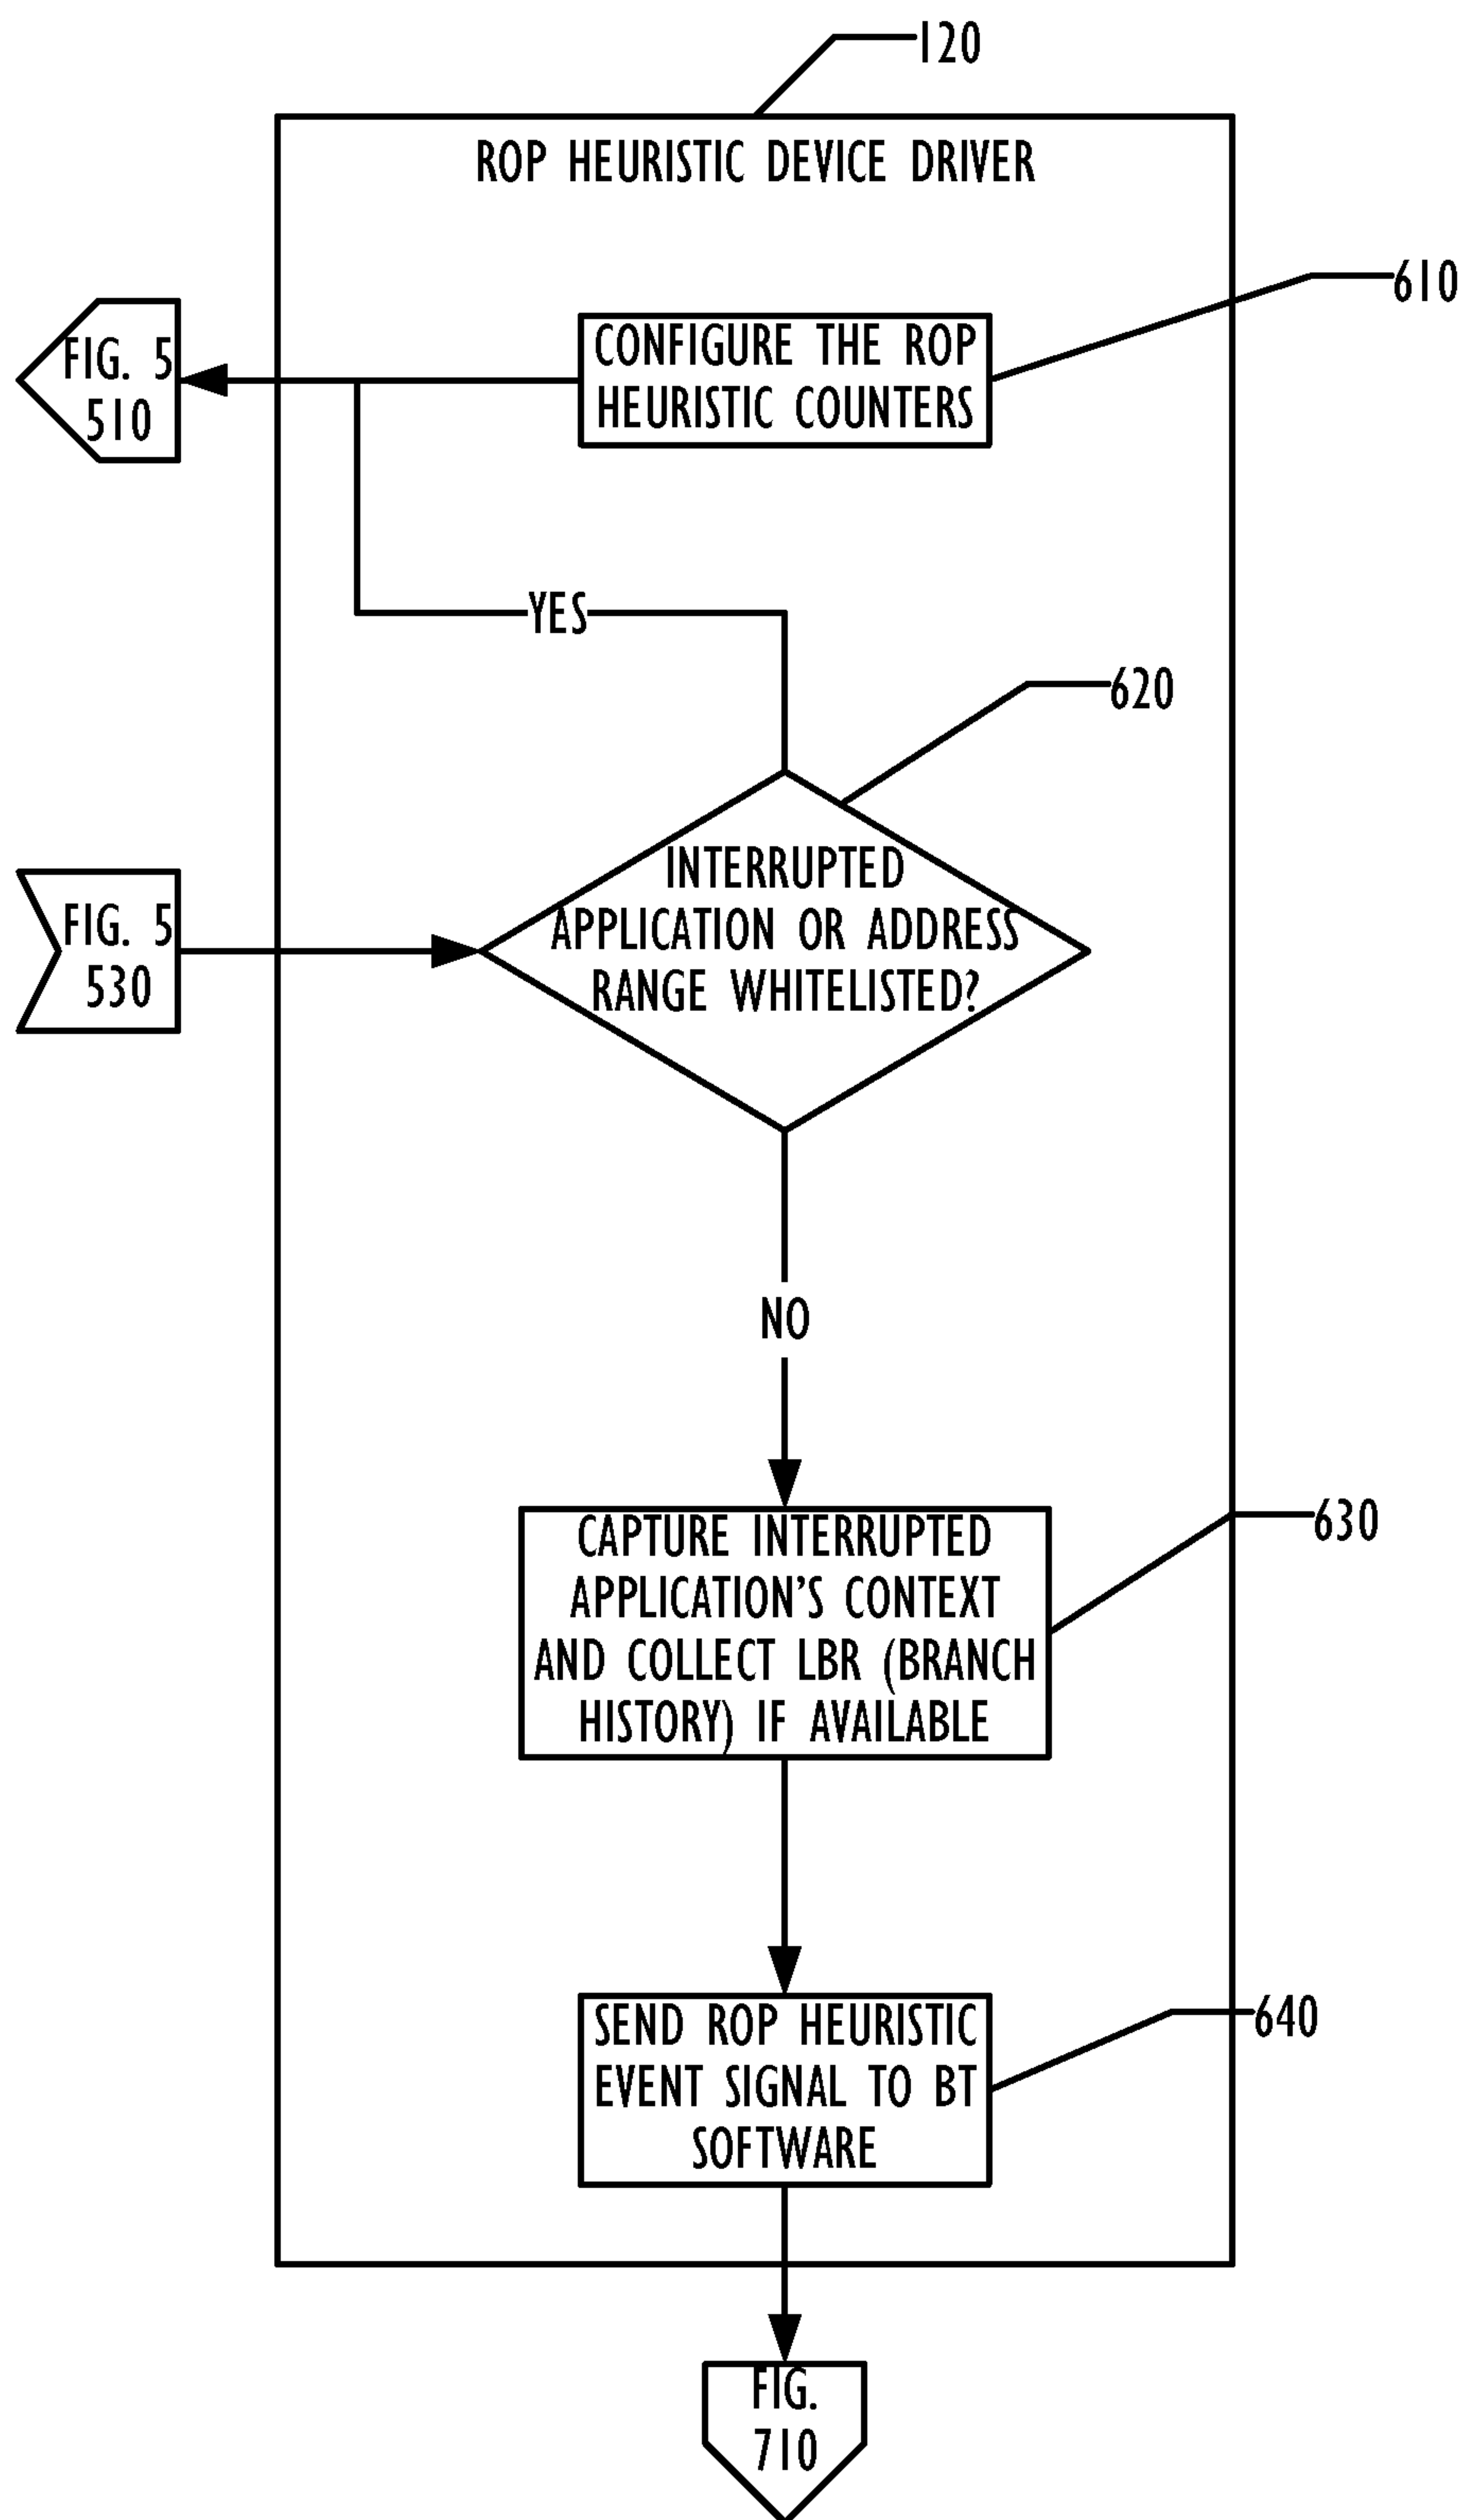 120
ROP HEURISTIC DEVICE DRIVER
610
FIG. 5
510
CONFIGURE THE ROP
HEURISTIC COUNTERS
YES
620
FIG. 5
530
INTERRUPTED
APPLICATION OR ADDRESS
RANGE WHITELISTED?
NO
630
CAPTURE INTERRUPTED
APPLICATION'S CONTEXT
AND COLLECT LBR (BRANCH
HISTORY) IF AVAILABLE
640
SEND ROP HEURISTIC
EVENT SIGNAL TO BT
SOFTWARE
FIG.
710